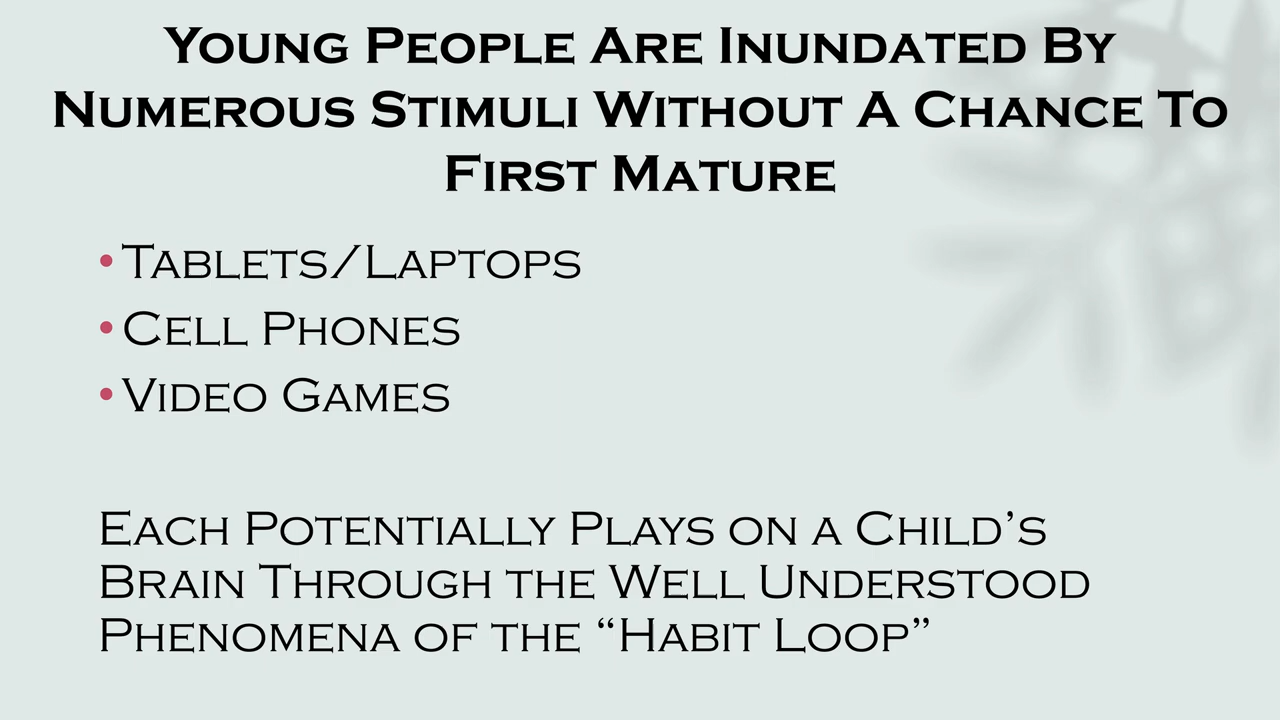 Young People Are Inundated By
Numerous Stimuli Without A Chance To
First Mature
• Tablets/Laptops
• Cell Phones
• Video Games
Each Potentially Plays on a Child’s
Brain Through the Well Understood
Phenomena of the “Habit Loop”